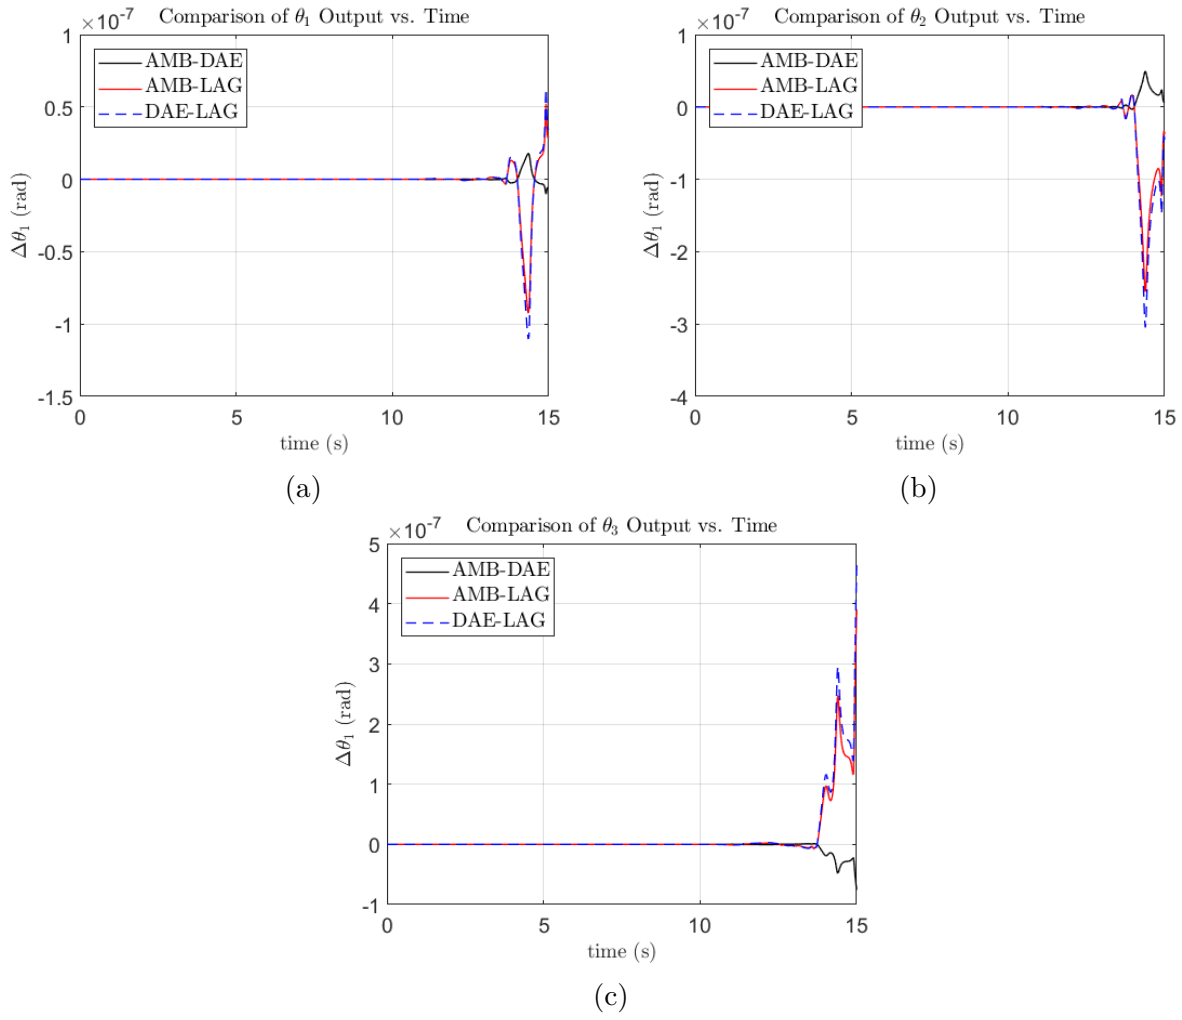 ×10⁻⁷ Comparison of θ₁ Output vs. Time
1
0.5
0
-0.5
-1
-1.5
AMB-DAE
AMB-LAG
DAE-LAG
Δθ₁ (rad)
0 5 10 15
time (s)
(a)
×10⁻⁷ Comparison of θ₂ Output vs. Time
1
0
-1
-2
-3
-4
AMB-DAE
AMB-LAG
DAE-LAG
Δθ₁ (rad)
0 5 10 15
time (s)
(b)
×10⁻⁷ Comparison of θ₃ Output vs. Time
5
4
3
2
1
0
-1
AMB-DAE
AMB-LAG
DAE-LAG
Δθ₁ (rad)
0 5 10 15
time (s)
(c)